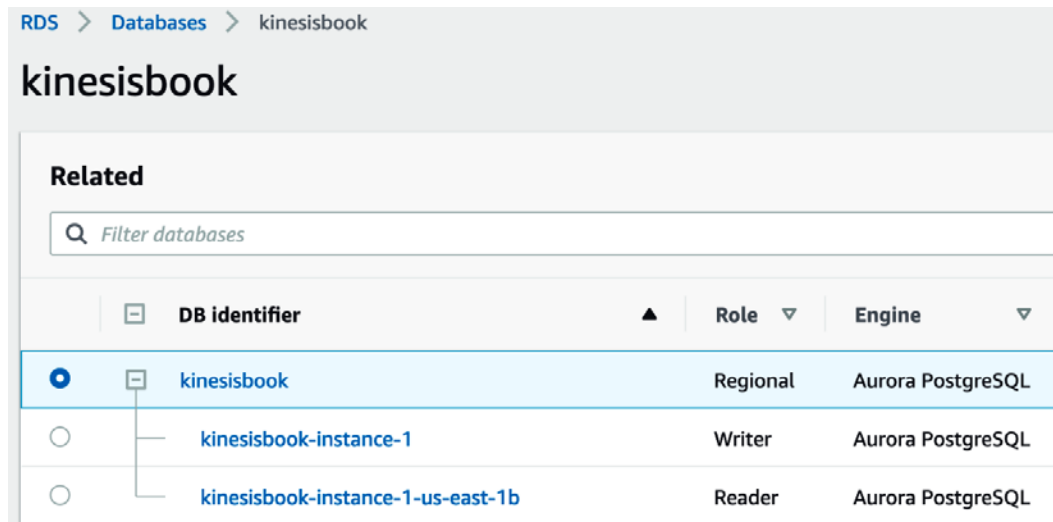 RDS > Databases > kinesisbook
kinesisbook
Related
Filter databases
DB identifier Role Engine
kinesisbook Regional Aurora PostgreSQL
kinesisbook-instance-1 Writer Aurora PostgreSQL
kinesisbook-instance-1-us-east-1b Reader Aurora PostgreSQL